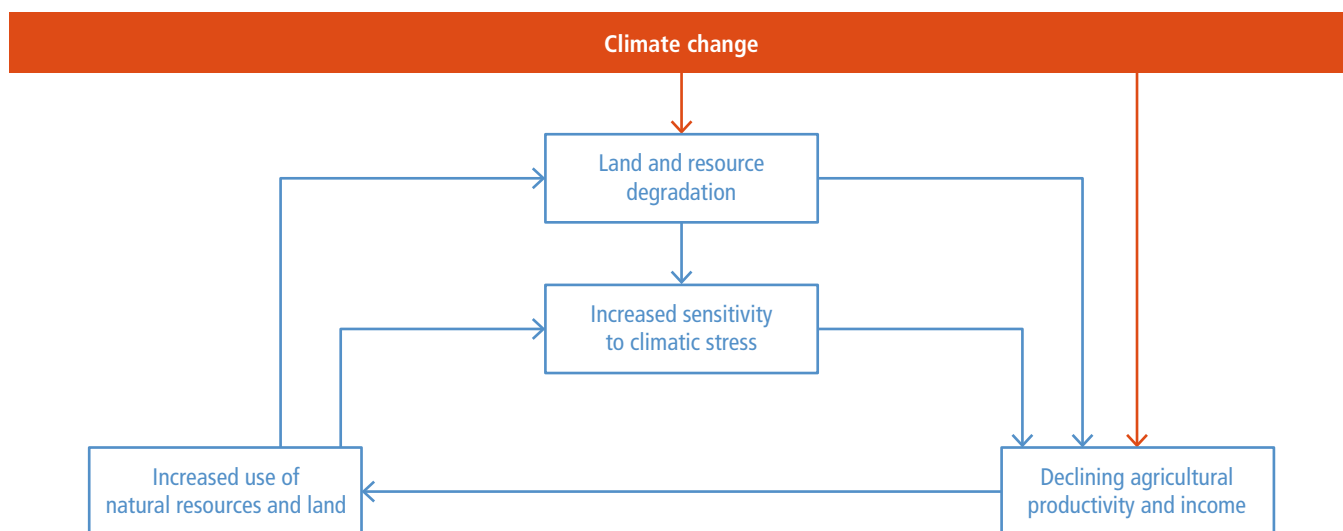 Climate change
Land and resource
degradation
Increased sensitivity
to climatic stress
Increased use of
natural resources and land
Declining agricultural
productivity and income